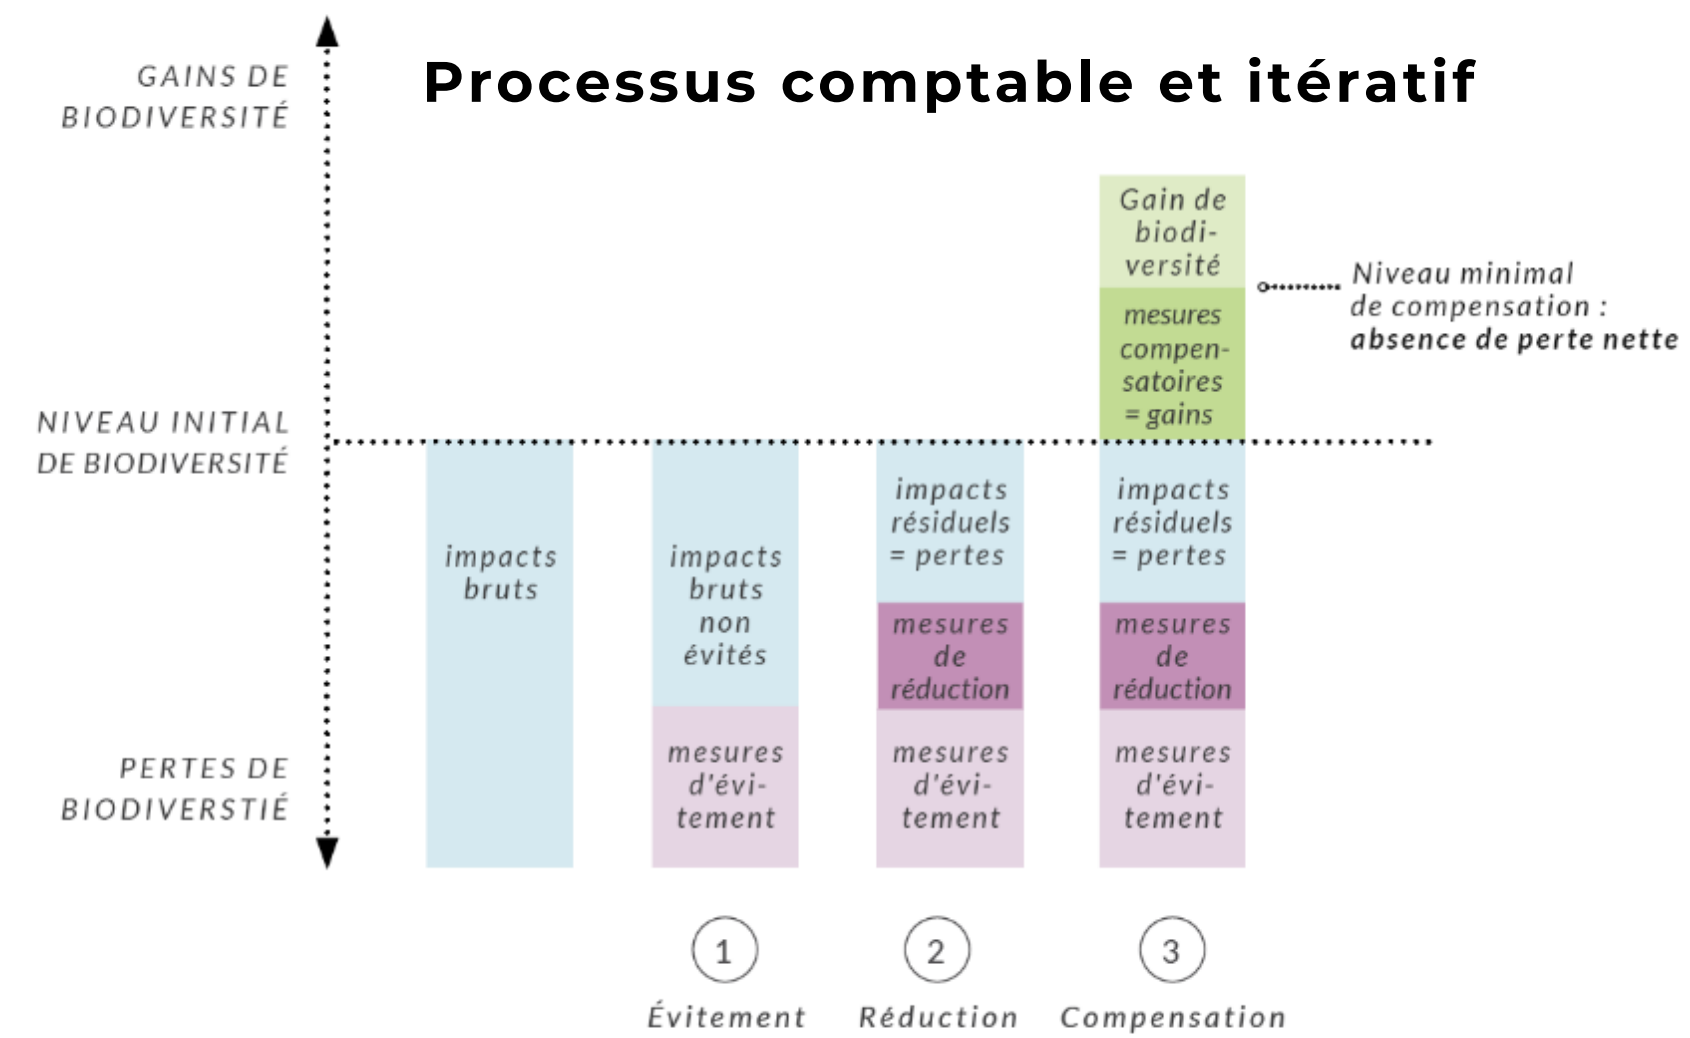 Processus comptable et itératif
GAINS DE
BIODIVERSITÉ
NIVEAU INITIAL
DE BIODIVERSITÉ
PERTES DE
BIODIVERSTIÉ
impacts
bruts
impacts
bruts
non
évités
mesures
d'évi-
tement
impacts
résiduels
= pertes
mesures
de
réduction
mesures
d'évi-
tement
Gain de
biodi-
versité
mesures
compen-
satoires
= gains
impacts
résiduels
= pertes
mesures
de
réduction
mesures
d'évi-
tement
Niveau minimal
de compensation :
absence de perte nette
1
Évitement
2
Réduction
3
Compensation